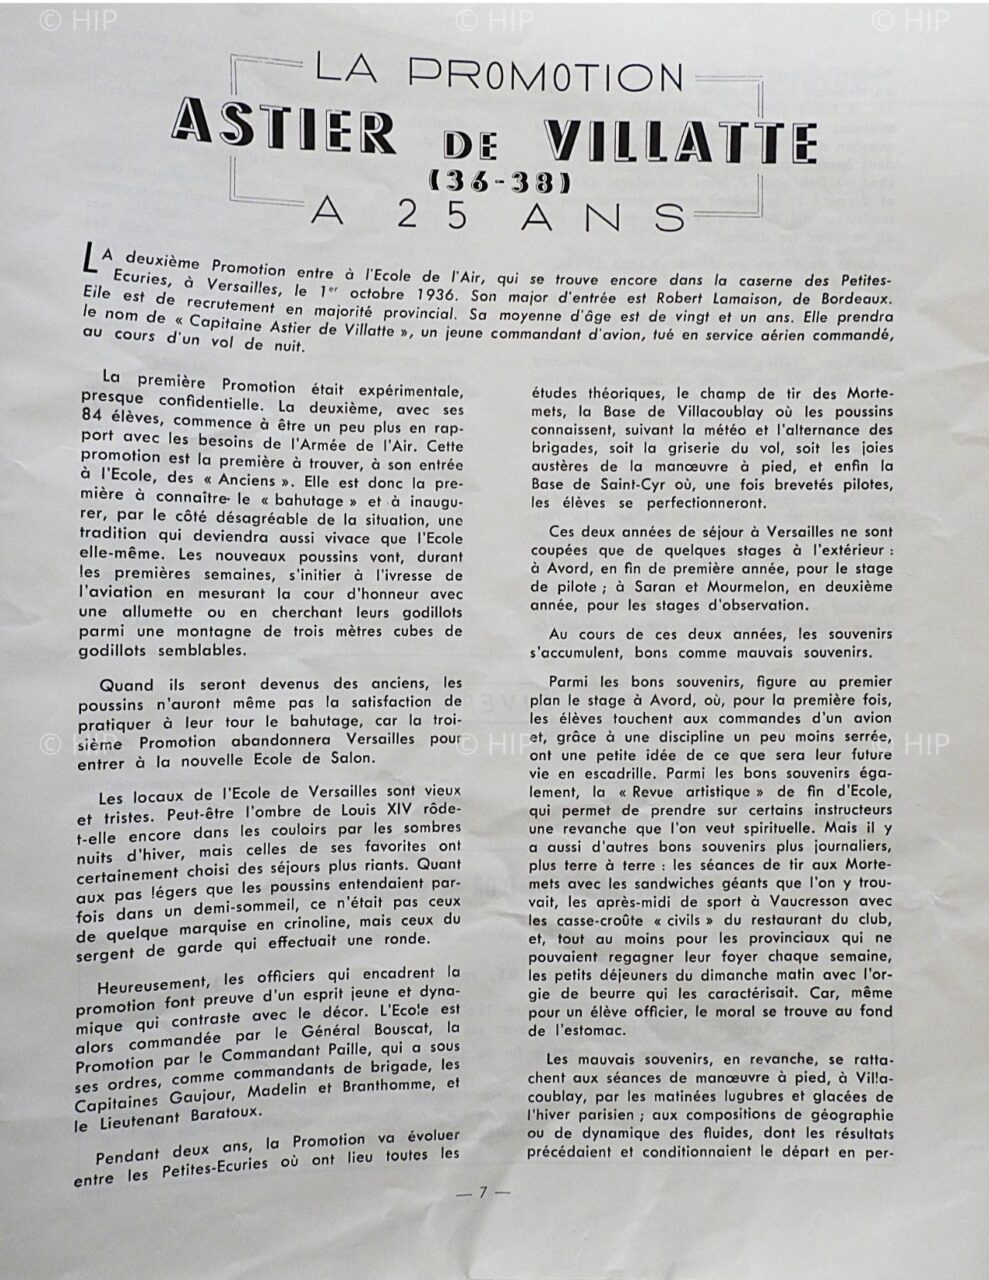 © HIP © HIP © HIP
LA PROMOTION
ASTIER DE VILLATTE
(36-38)
A 25 ANS
LA deuxième Promotion entre à l'Ecole de l'Air, qui se trouve encore dans la caserne des Petites-
Ecuries, à Versailles, le 1er octobre 1936. Son major d'entrée est Robert Lamaison, de Bordeaux.
Elle est de recrutement en majorité provincial. Sa moyenne d'âge est de vingt et un ans. Elle prendra
le nom de « Capitaine Astier de Villatte », un jeune commandant d'avion, tué en service aérien commandé,
au cours d'un vol de nuit.
La première Promotion était expérimentale,
presque confidentielle. La deuxième, avec ses
84 élèves, commence à être un peu plus en rap-
port avec les besoins de l'Armée de l'Air. Cette
promotion est la première à trouver, à son entrée
à l'Ecole, des « Anciens ». Elle est donc la pre-
mière à connaître- le « bahutage » et à inaugu-
rer, par le côté désagréable de la situation, une
tradition qui deviendra aussi vivace que l'Ecole
elle-même. Les nouveaux poussins vont, durant
les premières semaines, s'initier à l'ivresse de
l'aviation en mesurant la cour d'honneur avec
une allumette ou en cherchant leurs godillots
parmi une montagne de trois mètres cubes de
godillots semblables.
Quand ils seront devenus des anciens, les
poussins n'auront même pas la satisfaction de
pratiquer à leur tour le bahutage, car la troi-
sième Promotion abandonnera Versailles pour
entrer à la nouvelle Ecole de Salon.
Les locaux de l'Ecole de Versailles sont vieux
et tristes. Peut-être l'ombre de Louis XIV rôde-
t-elle encore dans les couloirs par les sombres
nuits d'hiver, mais celles de ses favorites ont
certainement choisi des séjours plus riants. Quant
aux pas légers que les poussins entendaient par-
fois dans un demi-sommeil, ce n'était pas ceux
de quelque marquise en crinoline, mais ceux du
sergent de garde qui effectuait une ronde.
Heureusement, les officiers qui encadrent la
promotion font preuve d'un esprit jeune et dyna-
mique qui contraste avec le décor. L'Ecole est
alors commandée par le Général Bouscat, la
Promotion par le Commandant Paille, qui a sous
ses ordres, comme commandants de brigade, les
Capitaines Gaujour, Madelin et Branthomme, et
le Lieutenant Baratoux.
Pendant deux ans, la Promotion va évoluer
entre les Petites-Ecuries où ont lieu toutes les
études théoriques, le champ de tir des Morte-
mets, la Base de Villacoublay où les poussins
connaissent, suivant la météo et l'alternance des
brigades, soit la griserie du vol, soit les joies
austères de la manœuvre à pied, et enfin la
Base de Saint-Cyr où, une fois brevetés pilotes,
les élèves se perfectionneront.
Ces deux années de séjour à Versailles ne sont
coupées que de quelques stages à l'extérieur :
à Avord, en fin de première année, pour le stage
de pilote ; à Saran et Mourmelon, en deuxième
année, pour les stages d'observation.
Au cours de ces deux années, les souvenirs
s'accumulent, bons comme mauvais souvenirs.
Parmi les bons souvenirs, figure au premier
plan le stage à Avord, où, pour la première fois,
les élèves touchent aux commandes d'un avion
et, grâce à une discipline un peu moins serrée,
ont une petite idée de ce que sera leur future
vie en escadrille. Parmi les bons souvenirs éga-
lement, la « Revue artistique » de fin d'Ecole,
qui permet de prendre sur certains instructeurs
une revanche que l'on veut spirituelle. Mais il y
a aussi d'autres bons souvenirs plus journaliers,
plus terre à terre : les séances de tir aux Morte-
mets avec les sandwiches géants que l'on y trou-
vait, les après-midi de sport à Vaucresson avec
les casse-croûte « civils » du restaurant du club,
et, tout au moins pour les provinciaux qui ne
pouvaient regagner leur foyer chaque semaine,
les petits déjeuners du dimanche matin avec l'or-
gie de beurre qui les caractérisait. Car, même
pour un élève officier, le moral se trouve au fond
de l'estomac.
Les mauvais souvenirs, en revanche, se ratta-
chent aux séances de manœuvre à pied, à Villa-
coublay, par les matinées lugubres et glacées de
l'hiver parisien ; aux compositions de géographie
ou de dynamique des fluides, dont les résultats
précédaient et conditionnaient le départ en per-
— 7 —
© HIP © HIP © HIP